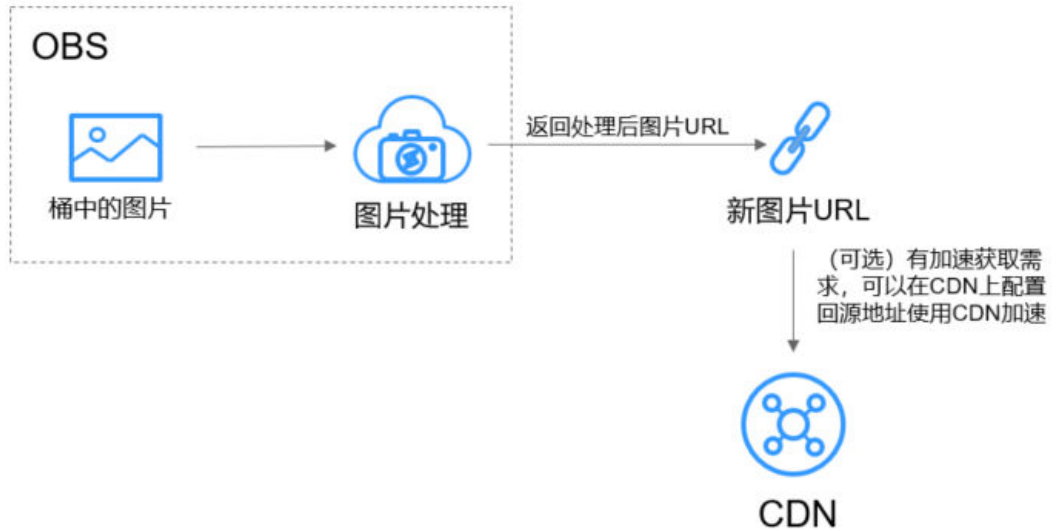 OBS
桶中的图片
图片处理
返回处理后图片URL
新图片URL
（可选）有加速获取需
求，可以在CDN上配置
回源地址使用CDN加速
CDN